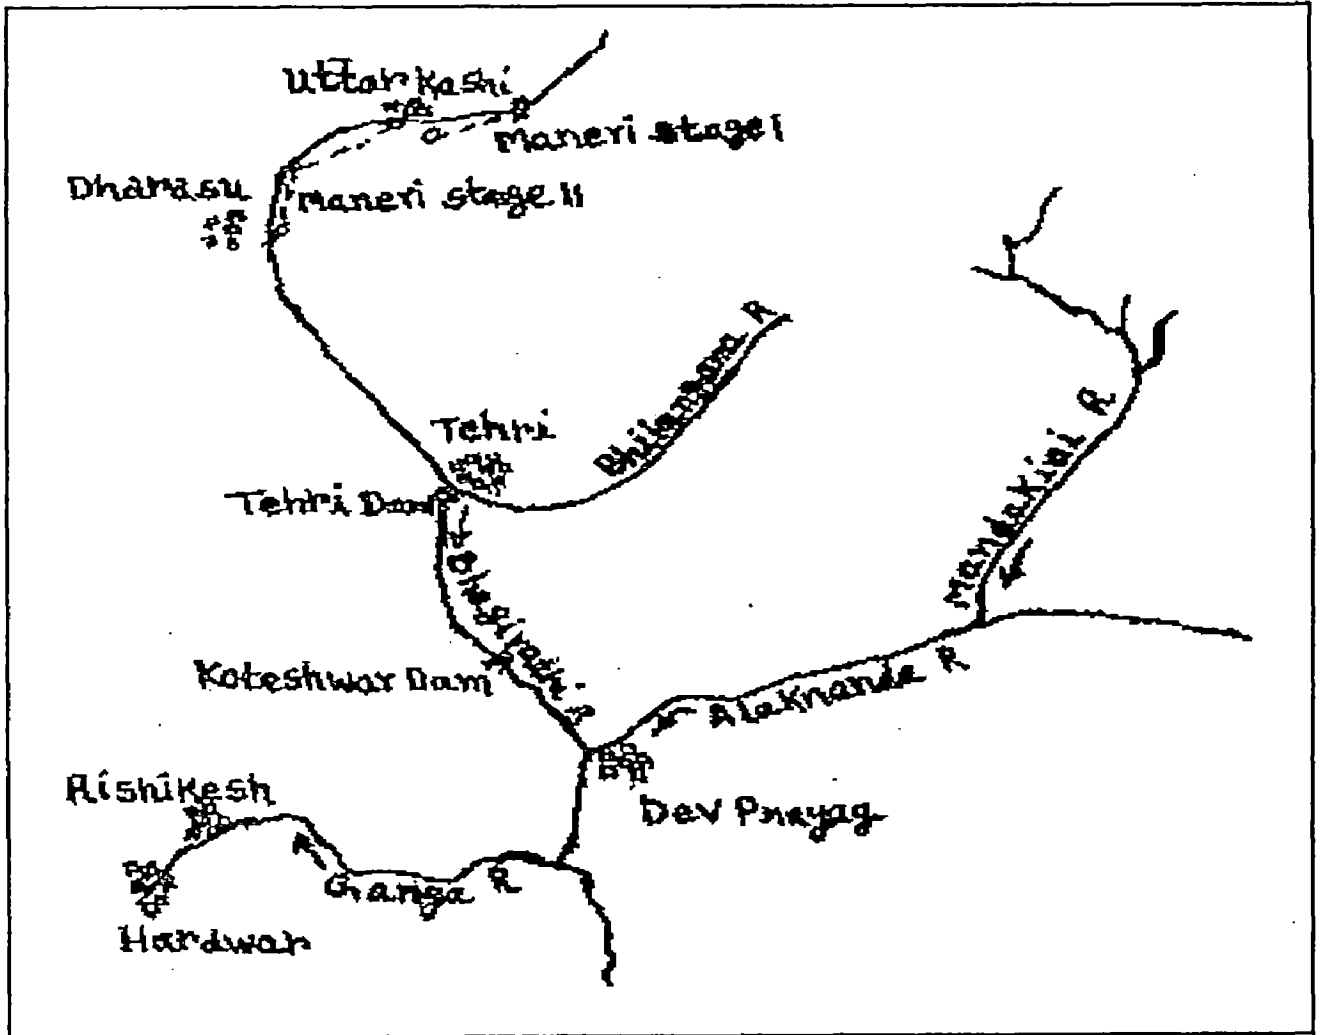 Uttar Kashi
Maneri stage I
Dharasu
Maneri stage II
Bhilangana R
Tehri
Mandakini R
Tehri Dam
Bhagirathi R
Koteshwar Dam
Alaknanda R
Rishikesh
Dev Prayag
Ganga R
Hardwar